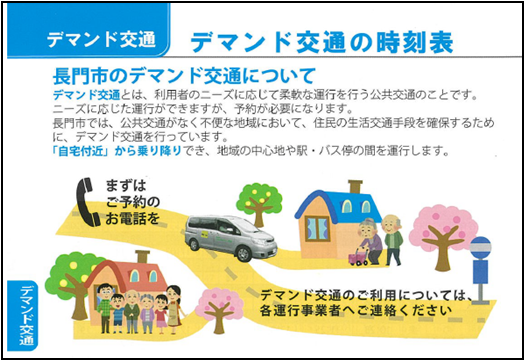 デマンド交通
デマンド交通の時刻表
長門市のデマンド交通について
デマンド交通とは、利用者のニーズに応じて柔軟な運行を行う公共交通のことです。
ニーズに応じた運行ができますが、予約が必要になります。
長門市では、公共交通がなく不便な地域において、住民の生活交通手段を確保するため
に、デマンド交通を行っています。
「自宅付近」から乗り降りでき、地域の中心地や駅・バス停の間を運行します。
まずは
ご予約の
お電話を
デマンド交通のご利用については、
各運行事業者へご連絡ください
デマンド交通